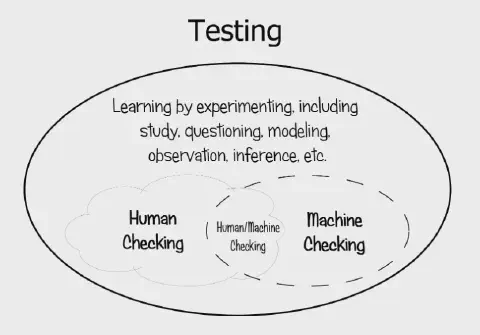 Testing
Learning by experimenting, including
study, questioning, modeling,
observation, inference, etc.
Human
Checking
Human/Machine
Checking
Machine
Checking